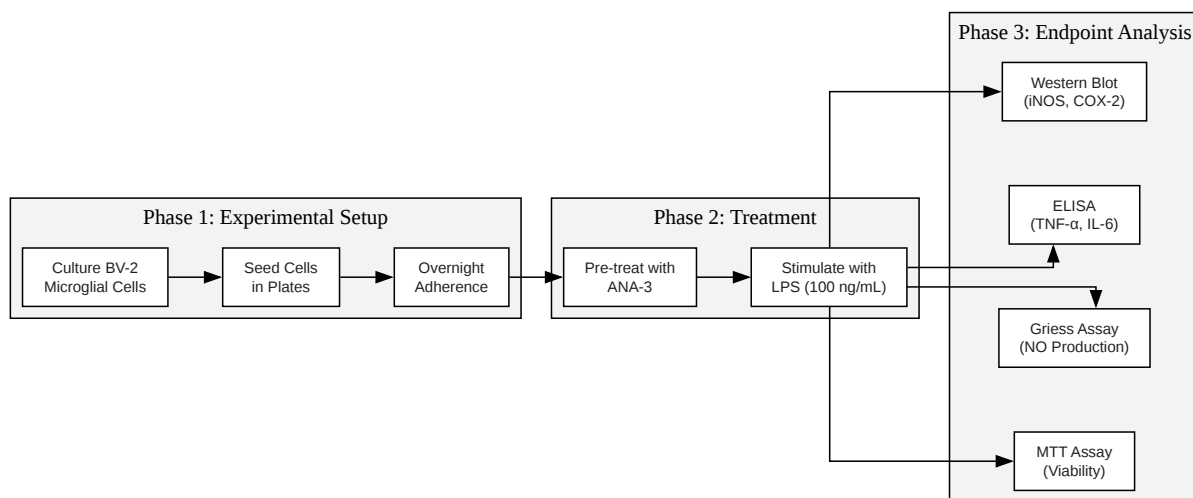 Phase 1: Experimental Setup
Culture BV-2
Microglial Cells
Seed Cells
in Plates
Overnight
Adherence
Phase 2: Treatment
Pre-treat with
ANA-3
Stimulate with
LPS (100 ng/mL)
Phase 3: Endpoint Analysis
Western Blot
(iNOS, COX-2)
ELISA
(TNF-α, IL-6)
Griess Assay
(NO Production)
MTT Assay
(Viability)